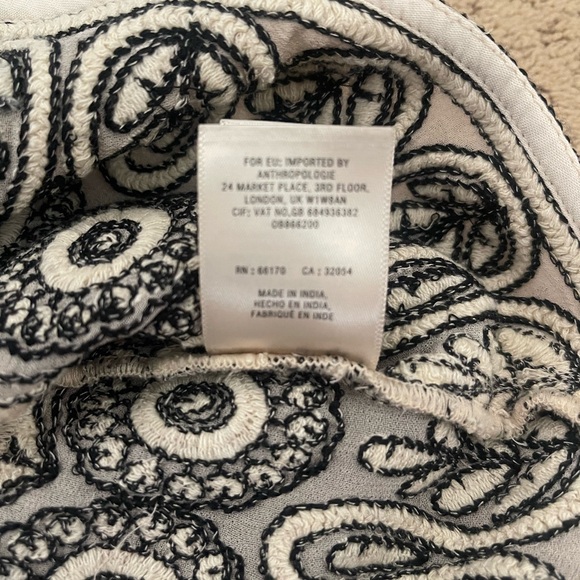 FOR EU: IMPORTED BY
ANTHROPOLOGIE
24 MARKET PLACE, 3RD FLOOR,
LONDON, UK W1W8AN
CIF: VAT NO.GB 684936382
OB866200
RN : 66170 CA : 32054
MADE IN INDIA,
HECHO EN INDIA,
FABRIQUÉ EN INDE